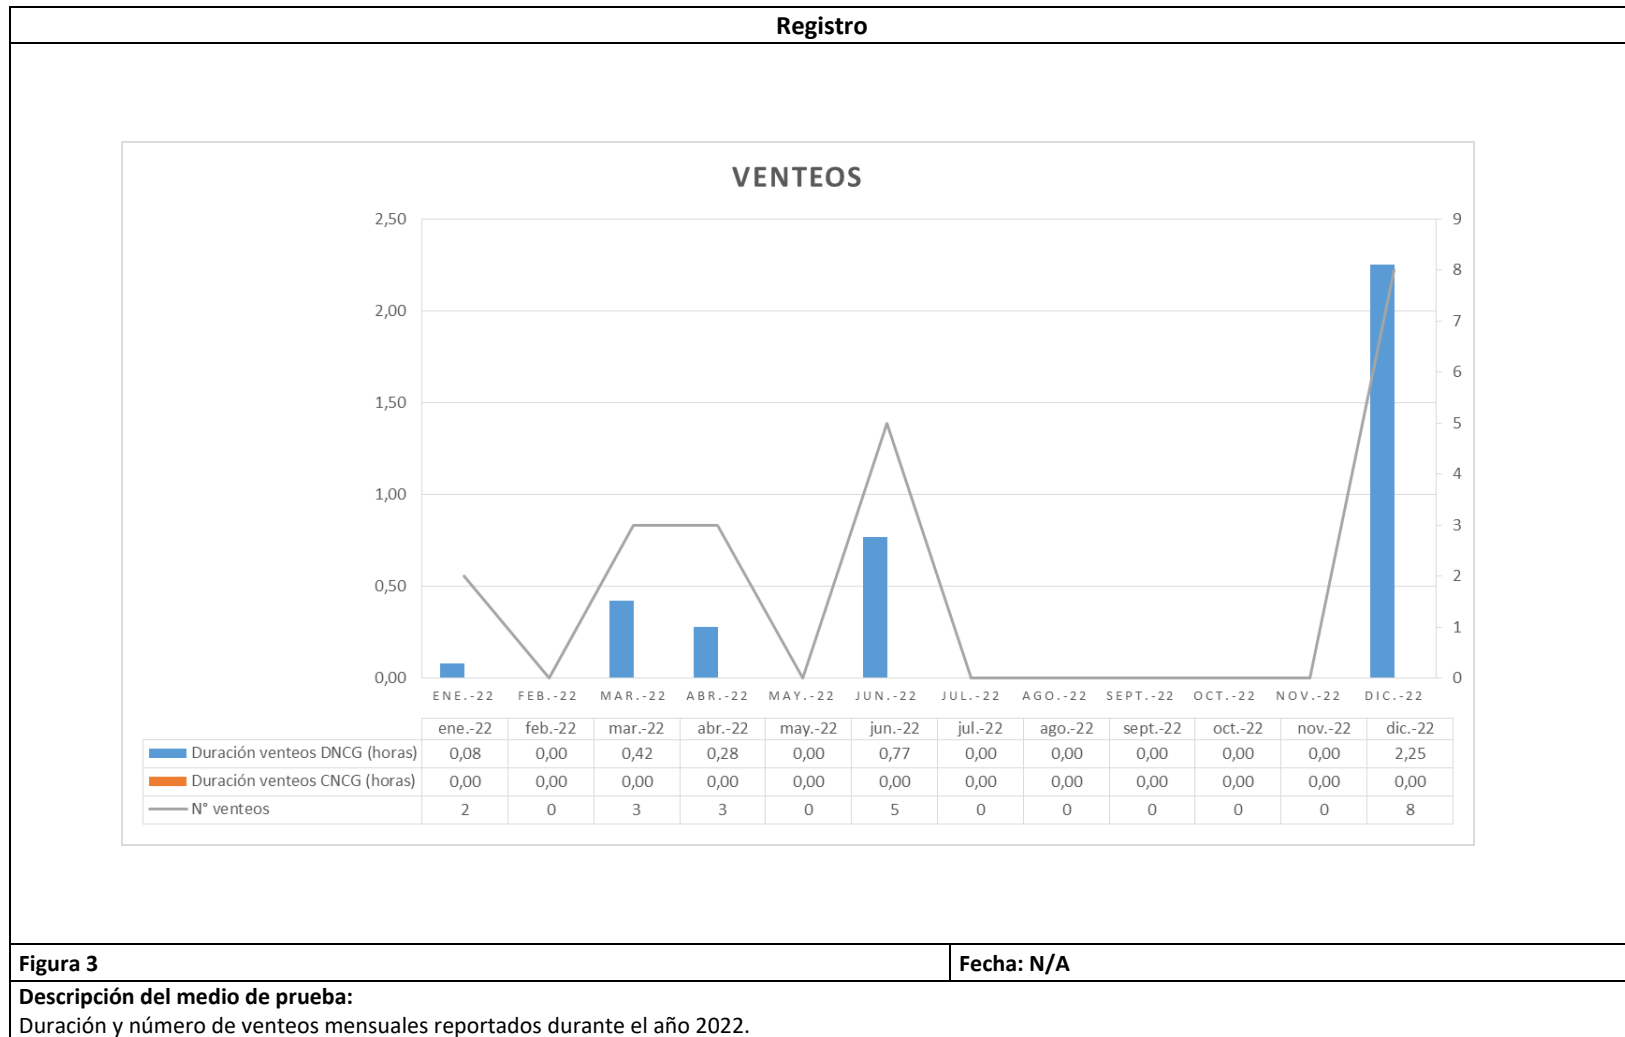 Registro
VENTEOS
2,50
2,00
1,50
1,00
0,50
0,00
9
8
7
6
5
4
3
2
1
0
ENE.-22 FEB.-22 MAR.-22 ABR.-22 MAY.-22 JUN.-22 JUL.-22 AGO.-22 SEPT.-22 OCT.-22 NOV.-22 DIC.-22
ene.-22 feb.-22 mar.-22 abr.-22 may.-22 jun.-22 jul.-22 ago.-22 sept.-22 oct.-22 nov.-22 dic.-22
Duración venteos DNCG (horas) 0,08 0,00 0,42 0,28 0,00 0,77 0,00 0,00 0,00 0,00 0,00 2,25
Duración venteos CNCG (horas) 0,00 0,00 0,00 0,00 0,00 0,00 0,00 0,00 0,00 0,00 0,00 0,00
N° venteos 2 0 3 3 0 5 0 0 0 0 0 8
Figura 3 Fecha: N/A
Descripción del medio de prueba:
Duración y número de venteos mensuales reportados durante el año 2022.